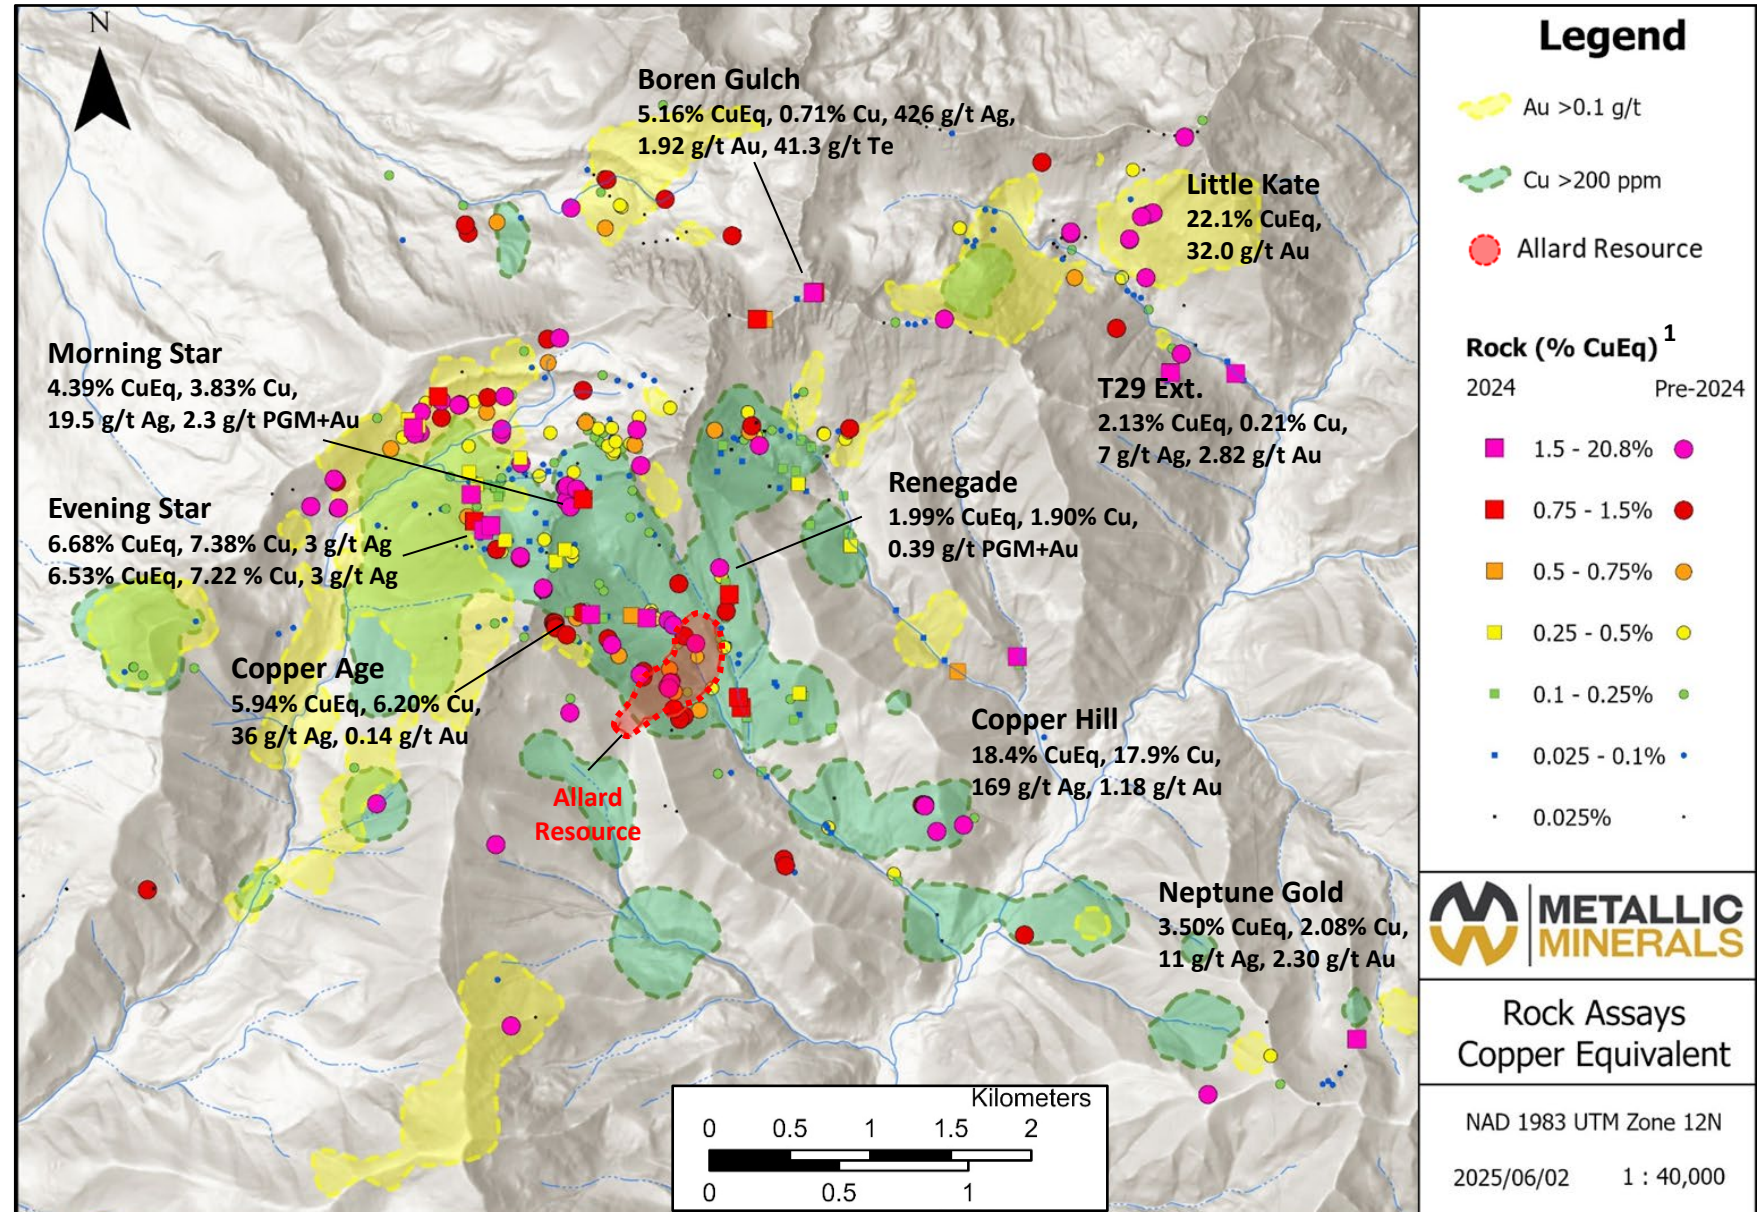 N
Boren Gulch
5.16% CuEq, 0.71% Cu, 426 g/t Ag,
1.92 g/t Au, 41.3 g/t Te
Little Kate
22.1% CuEq,
32.0 g/t Au
Morning Star
4.39% CuEq, 3.83% Cu,
19.5 g/t Ag, 2.3 g/t PGM+Au
T29 Ext.
2.13% CuEq, 0.21% Cu,
7 g/t Ag, 2.82 g/t Au
Renegade
1.99% CuEq, 1.90% Cu,
0.39 g/t PGM+Au
Evening Star
6.68% CuEq, 7.38% Cu, 3 g/t Ag
6.53% CuEq, 7.22 % Cu, 3 g/t Ag
Copper Age
5.94% CuEq, 6.20% Cu,
36 g/t Ag, 0.14 g/t Au
Copper Hill
18.4% CuEq, 17.9% Cu,
169 g/t Ag, 1.18 g/t Au
Allard
Resource
Neptune Gold
3.50% CuEq, 2.08% Cu,
11 g/t Ag, 2.30 g/t Au
Kilometers
0 0.5 1 1.5 2
0 0.5 1
Legend
Au >0.1 g/t
Cu >200 ppm
Allard Resource
Rock (% CuEq) 1
2024 Pre-2024
1.5 - 20.8%
0.75 - 1.5%
0.5 - 0.75%
0.25 - 0.5%
0.1 - 0.25%
0.025 - 0.1%
0.025%
METALLIC
MINERALS
Rock Assays
Copper Equivalent
NAD 1983 UTM Zone 12N
2025/06/02 1 : 40,000